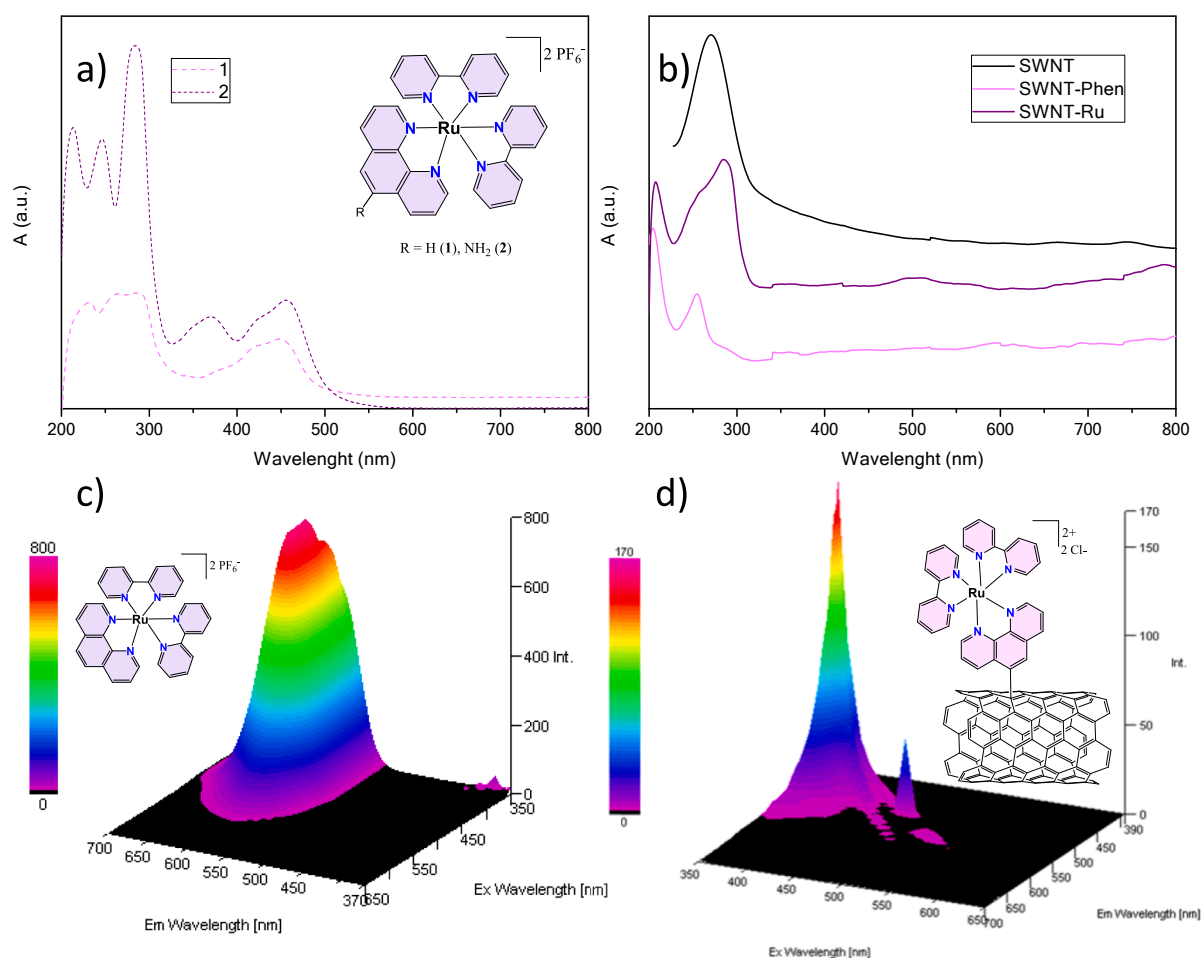 a)
1
2
2 PF6-
N
N
N
Ru
N
N
N
R
R = H (1), NH2 (2)
A (a.u.)
200 300 400 500 600 700 800
Wavelenght (nm)
b)
SWNT
SWNT-Phen
SWNT-Ru
A (a.u.)
200 300 400 500 600 700 800
Wavelenght (nm)
c)
800
0
2 PF6-
N
N
N
Ru
N
N
N
800
600
400
200
0
Int.
350
450
550
650
Ex Wavelength [nm]
700
650
600
550
500
450
370
Em Wavelength [nm]
d)
170
0
2+
2 Cl-
N
N
N
Ru
N
N
N
170
150
100
50
0
Int.
390
450
500
550
600
650
700
Em Wavelength [nm]
350
400
450
500
550
600
650
Ex Wavelength [nm]